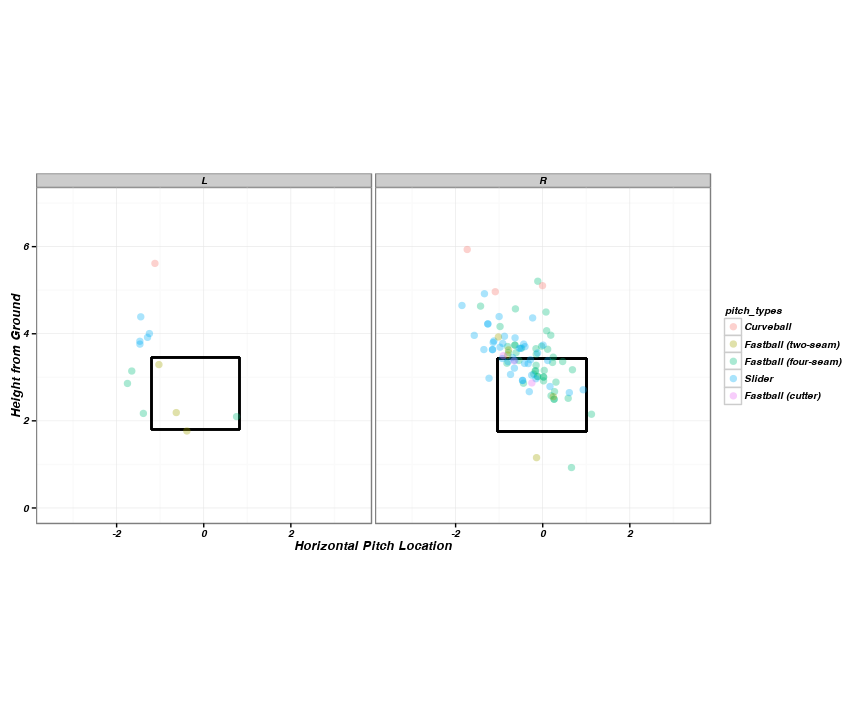 L R
6
4
2
0
-2 0 2 -2 0 2
Horizontal Pitch Location
Height from Ground
pitch_types
Curveball
Fastball (two-seam)
Fastball (four-seam)
Slider
Fastball (cutter)